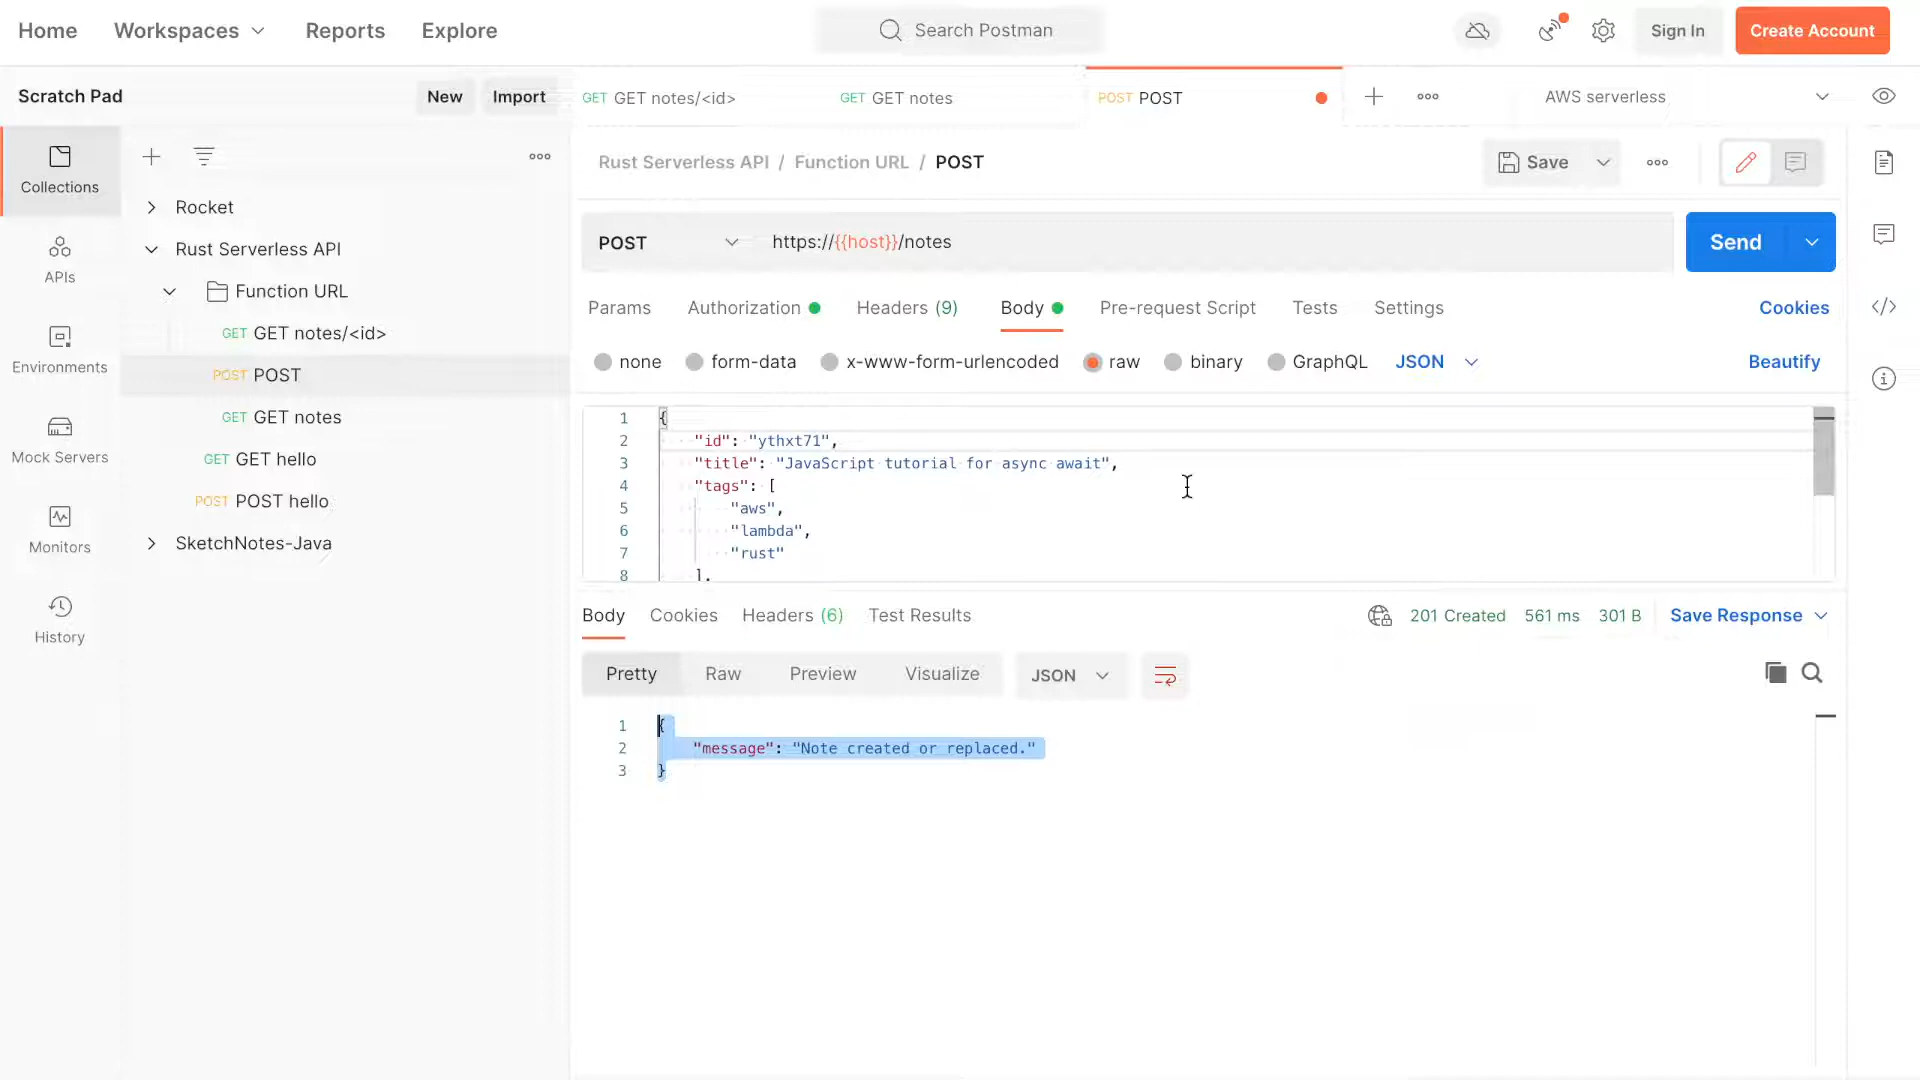 Home Workspaces Reports Explore Search Postman Sign In Create Account
Scratch Pad New Import GET GET notes/<id> GET GET notes POST POST AWS serverless
Collections
APIs
Environments
Mock Servers
Monitors
History
Rocket
Rust Serverless API
Function URL
GET GET notes/<id>
POST POST
GET GET notes
GET GET hello
POST POST hello
SketchNotes-Java
Rust Serverless API / Function URL / POST Save
POST https://{{host}}/notes Send
Params Authorization Headers (9) Body Pre-request Script Tests Settings Cookies
none form-data x-www-form-urlencoded raw binary GraphQL JSON Beautify
1 {
2 "id": "ythxt71",
3 "title": "JavaScript tutorial for async await",
4 "tags": [
5 "aws",
6 "lambda",
7 "rust"
8 ],
Body Cookies Headers (6) Test Results 201 Created 561 ms 301 B Save Response
Pretty Raw Preview Visualize JSON
1 {
2 "message": "Note created or replaced."
3 }